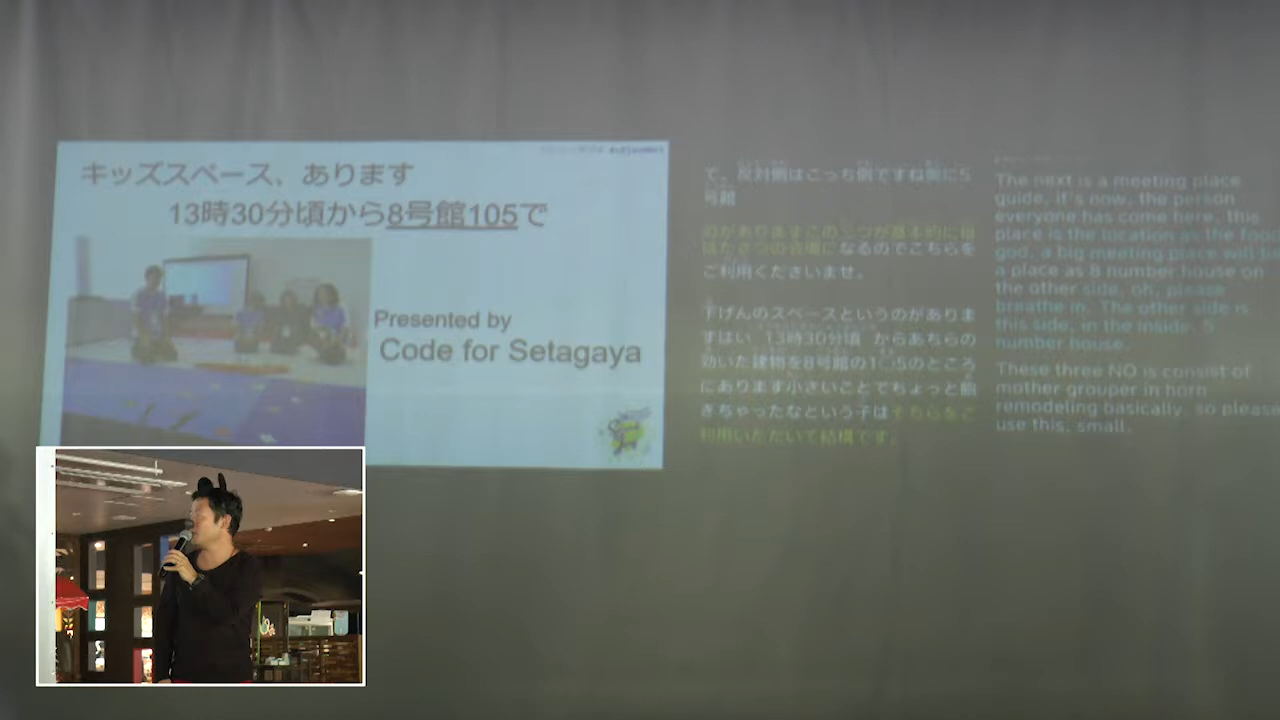 キッズスペース、あります
13時30分頃から8号館105で
Presented by
Code for Setagaya
て。反対側はこっち側ですね側に5
号館
のがありますこの三つが基本的に
なるのでこちらを
ご利用くださいませ。
下げんのスペースというのがありま
すはい 13時30分頃 からあちらの
効いた建物を8号館の1〇5のところ
にあります小さいことでちょっと飽
きちゃったなという子はそちらをご
利用いただいて結構です。
The next is a meeting place
guide, it's now, the person
everyone has come here, this
place is the location as the food
god, a big meeting place will be
a place as 8 number house on
the other side, oh, please
breathe in. The other side is
this side, in the inside, 5
number house.
These three NO is consist of
mother grouper in horn
remodeling basically, so please
use this, small.